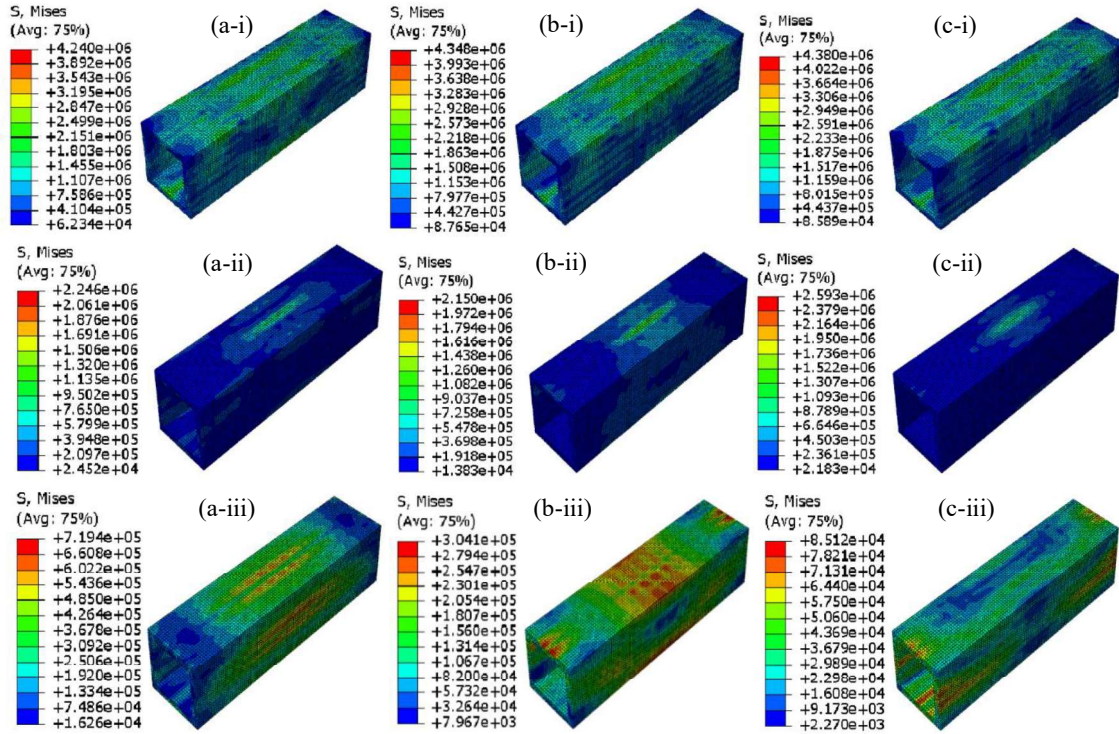 S, Mises
(Avg: 75%)
+4.240e+06
+3.892e+06
+3.543e+06
+3.195e+06
+2.847e+06
+2.499e+06
+2.151e+06
+1.803e+06
+1.455e+06
+1.107e+06
+7.586e+05
+4.104e+05
+6.234e+04
(a-i)
S, Mises
(Avg: 75%)
+4.348e+06
+3.993e+06
+3.638e+06
+3.283e+06
+2.928e+06
+2.573e+06
+2.218e+06
+1.863e+06
+1.508e+06
+1.153e+06
+7.977e+05
+4.427e+05
+8.765e+04
(b-i)
S, Mises
(Avg: 75%)
+4.380e+06
+4.022e+06
+3.664e+06
+3.306e+06
+2.949e+06
+2.591e+06
+2.233e+06
+1.875e+06
+1.517e+06
+1.159e+06
+8.015e+05
+4.437e+05
+8.589e+04
(c-i)
S, Mises
(Avg: 75%)
+2.246e+06
+2.061e+06
+1.876e+06
+1.691e+06
+1.506e+06
+1.320e+06
+1.135e+06
+9.502e+05
+7.650e+05
+5.799e+05
+3.948e+05
+2.097e+05
+2.452e+04
(a-ii)
S, Mises
(Avg: 75%)
+2.150e+06
+1.972e+06
+1.794e+06
+1.616e+06
+1.438e+06
+1.260e+06
+1.082e+06
+9.037e+05
+7.258e+05
+5.478e+05
+3.698e+05
+1.918e+05
+1.383e+04
(b-ii)
S, Mises
(Avg: 75%)
+2.593e+06
+2.379e+06
+2.164e+06
+1.950e+06
+1.736e+06
+1.522e+06
+1.307e+06
+1.093e+06
+8.789e+05
+6.646e+05
+4.503e+05
+2.361e+05
+2.183e+04
(c-ii)
S, Mises
(Avg: 75%)
+7.194e+05
+6.608e+05
+6.022e+05
+5.436e+05
+4.850e+05
+4.264e+05
+3.678e+05
+3.092e+05
+2.506e+05
+1.920e+05
+1.334e+05
+7.486e+04
+1.626e+04
(a-iii)
S, Mises
(Avg: 75%)
+3.041e+05
+2.794e+05
+2.547e+05
+2.301e+05
+2.054e+05
+1.807e+05
+1.560e+05
+1.314e+05
+1.067e+05
+8.200e+04
+5.732e+04
+3.264e+04
+7.967e+03
(b-iii)
S, Mises
(Avg: 75%)
+8.512e+04
+7.821e+04
+7.131e+04
+6.440e+04
+5.750e+04
+5.060e+04
+4.369e+04
+3.679e+04
+2.989e+04
+2.298e+04
+1.608e+04
+9.173e+03
+2.270e+03
(c-iii)